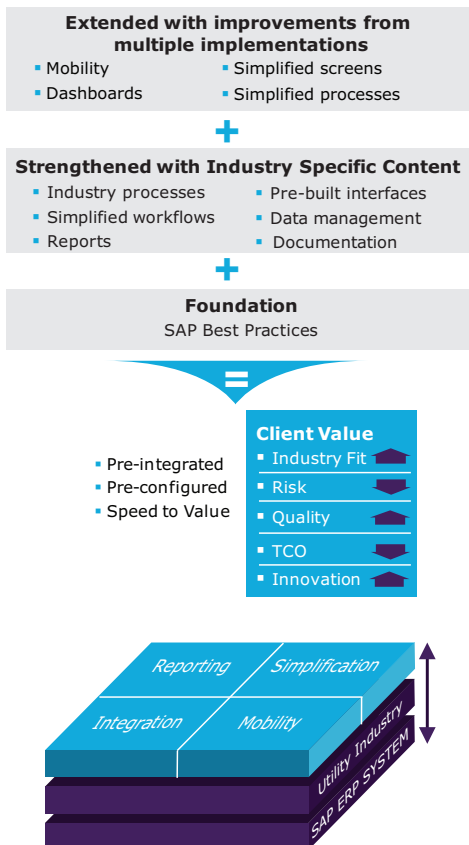 Extended with improvements from
multiple implementations
▪ Mobility
▪ Simplified screens
▪ Dashboards
▪ Simplified processes
+
Strengthened with Industry Specific Content
▪ Industry processes
▪ Pre-built interfaces
▪ Simplified workflows
▪ Data management
▪ Reports
▪ Documentation
+
Foundation
SAP Best Practices
=
▪ Pre-integrated
▪ Pre-configured
▪ Speed to Value
Client Value
▪ Industry Fit
▪ Risk
▪ Quality
▪ TCO
▪ Innovation
Reporting
Simplification
Integration
Mobility
Utility Industry
SAP ERP SYSTEM